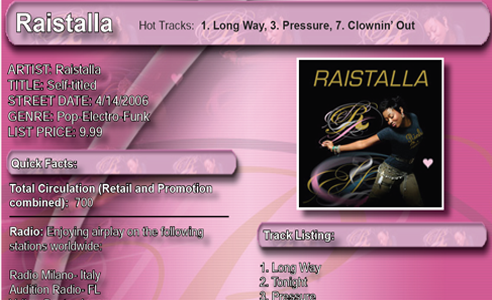 Raistalla
Hot Tracks: 1. Long Way, 3. Pressure, 7. Clownin' Out
ARTIST: Raistalla
TITLE: Self-titled
STREET DATE: 4/14/2006
GENRE: Pop-Electro-Funk
LIST PRICE: 9.99
RAISTALLA
Quick Facts:
Total Circulation (Retail and Promotion
combined): 700
Radio: Enjoying airplay on the following
stations worldwide:
Radio Milano- Italy
Audition Radio- FL
Track Listing:
1. Long Way
2. Tonight
3. Pressure